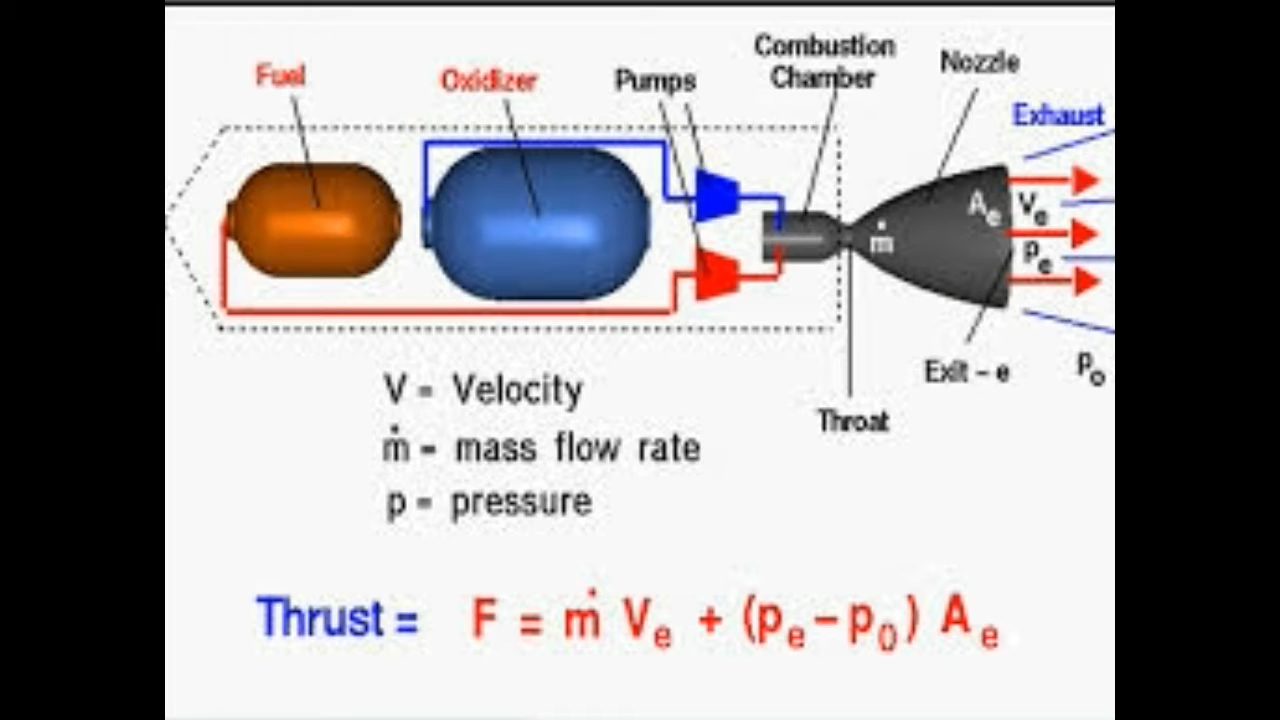 Fuel
Oxidizer
Pumps
Combustion
Chamber
Nozzle
Exhaust
Aₑ
Vₑ
ṁ
pₑ
Exit – e
pₒ
Throat
V = Velocity
ṁ = mass flow rate
p = pressure
Thrust = F = ṁ Vₑ + (pₑ – p₀) Aₑ